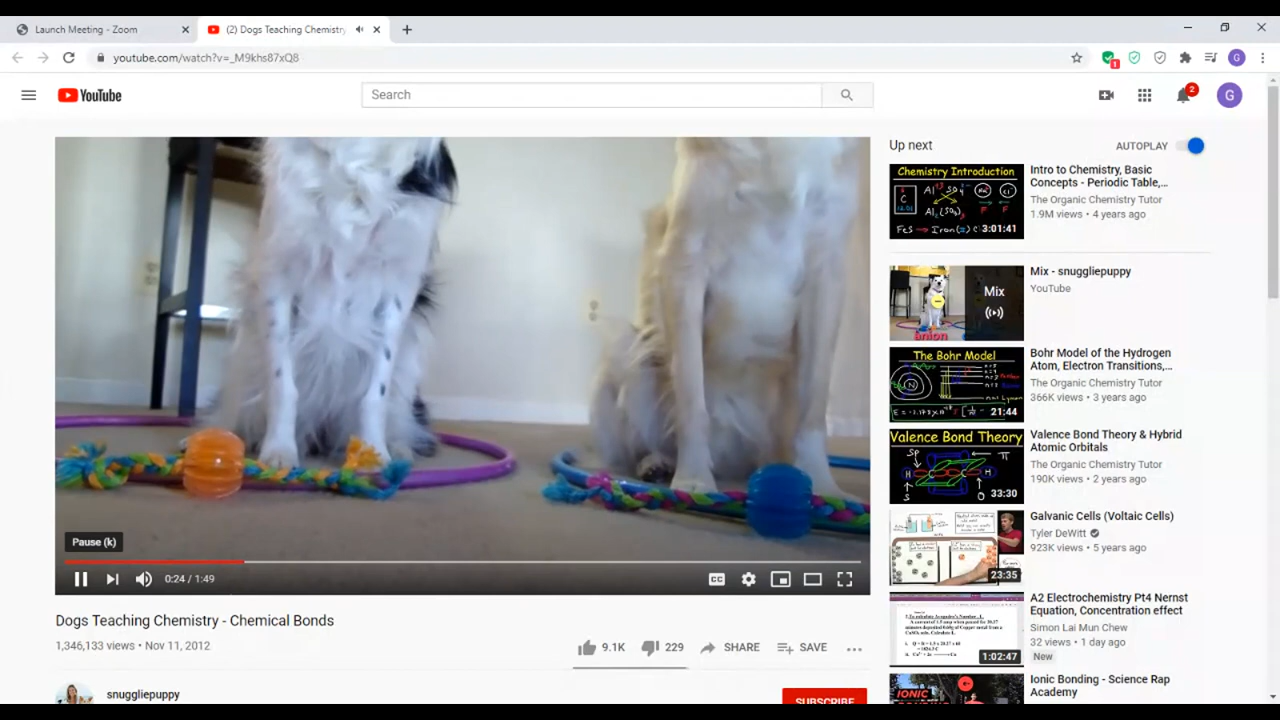 Launch Meeting - Zoom
(2) Dogs Teaching Chemistry
youtube.com/watch?v=_M9khs87xQ8
1
G
YouTube
Search
2
G
Pause (k)
0:24 / 1:49
CC
Dogs Teaching Chemistry - Chemical Bonds
1,346,133 views • Nov 11, 2012
9.1K
229
SHARE
SAVE
snuggliepuppy
SUBSCRIBE
Up next
AUTOPLAY
Chemistry Introduction
3:01:41
Intro to Chemistry, Basic
Concepts - Periodic Table,...
The Organic Chemistry Tutor
1.9M views • 4 years ago
Mix
anion
Mix - snuggliepuppy
YouTube
The Bohr Model
21:44
Bohr Model of the Hydrogen
Atom, Electron Transitions,...
The Organic Chemistry Tutor
366K views • 3 years ago
Valence Bond Theory
33:30
Valence Bond Theory & Hybrid
Atomic Orbitals
The Organic Chemistry Tutor
190K views • 2 years ago
23:35
Galvanic Cells (Voltaic Cells)
Tyler DeWitt
923K views • 5 years ago
1:02:47
A2 Electrochemistry Pt4 Nernst
Equation, Concentration effect
Simon Lai Mun Chew
32 views • 1 day ago
New
IONIC
Ionic Bonding - Science Rap
Academy